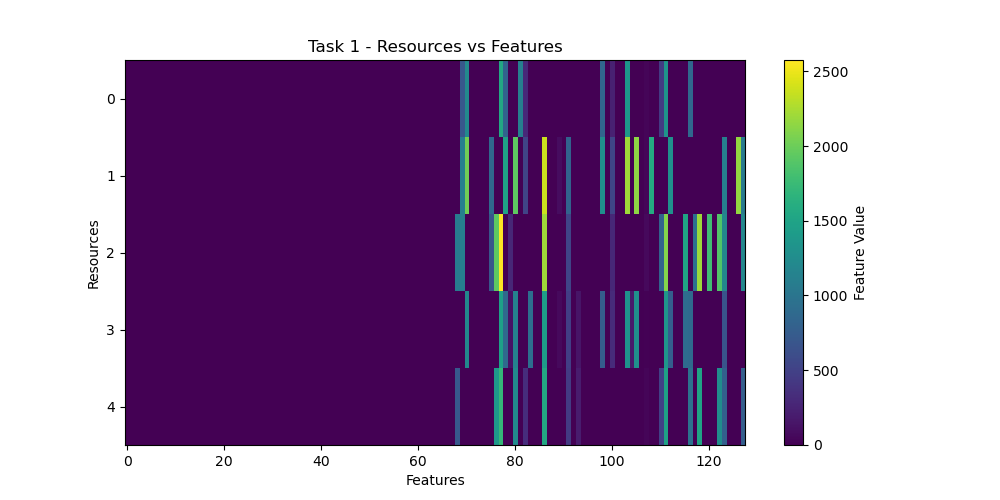 Task 1 - Resources vs Features
Resources
0
1
2
3
4
0 20 40 60 80 100 120
Features
2500
2000
1500
1000
500
0
Feature Value